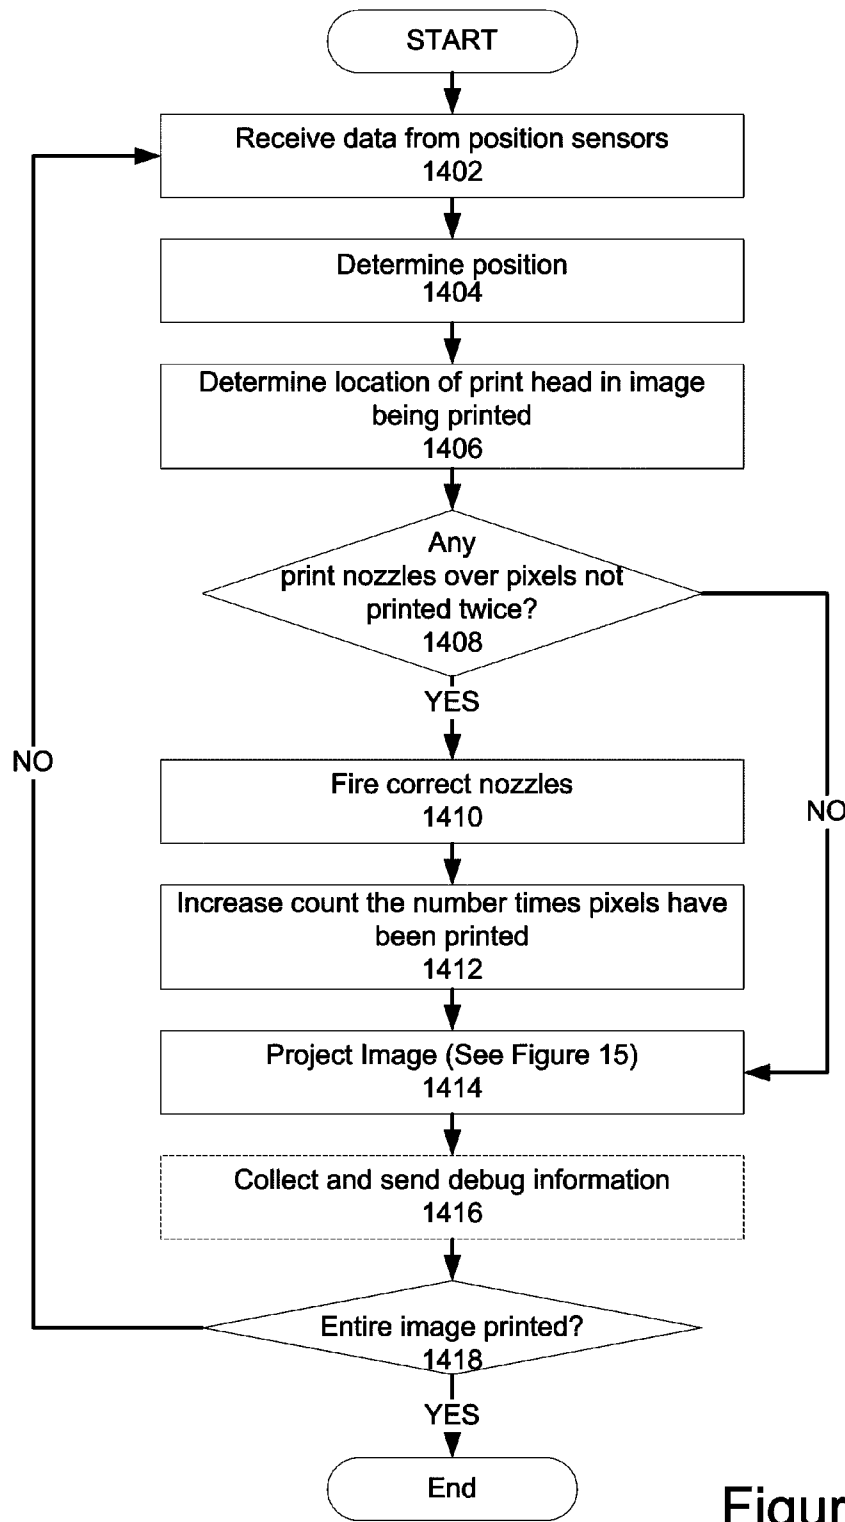 START
Receive data from position sensors
1402
Determine position
1404
Determine location of print head in image
being printed
1406
Any
print nozzles over pixels not
printed twice?
1408
YES
NO
NO
Fire correct nozzles
1410
Increase count the number times pixels have
been printed
1412
Project Image (See Figure 15)
1414
Collect and send debug information
1416
Entire image printed?
1418
YES
End
Figur